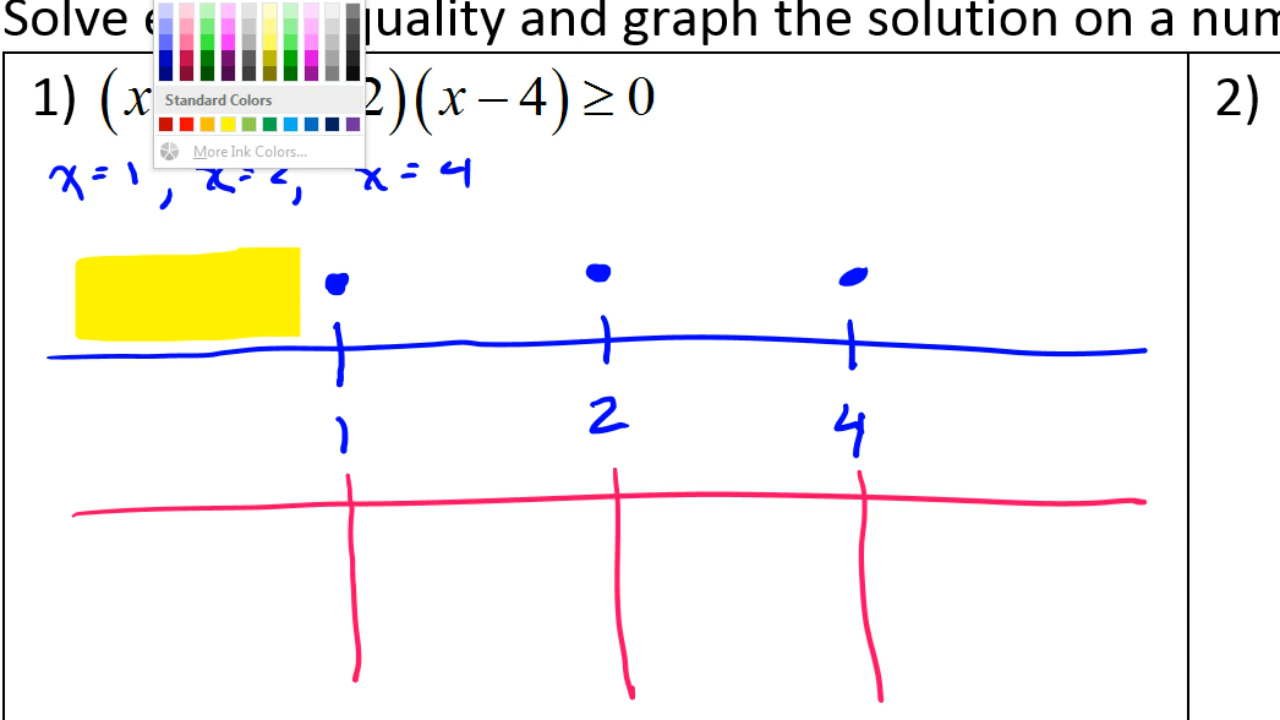 Solve quality and graph the solution on a num
1) (x 2)(x − 4) ≥ 0 2)
Standard Colors
More Ink Colors...
x = 1 , x = 2, x = 4
1 2 4